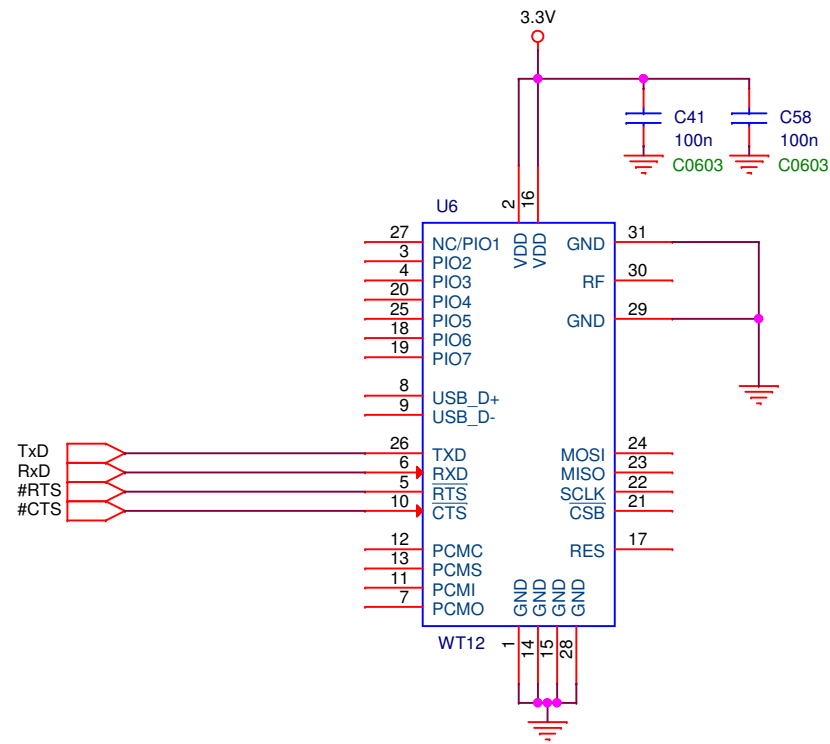 3.3V
C41
100n
C0603
C58
100n
C0603
U6
2
16
VDD
VDD
27 NC/PIO1
3 PIO2
4 PIO3
20 PIO4
25 PIO5
18 PIO6
19 PIO7
8 USB_D+
9 USB_D-
TxD 26 TXD
RxD 6 RXD
#RTS 5 RTS
#CTS 10 CTS
12 PCMC
13 PCMS
11 PCMI
7 PCMO
GND 31
RF 30
GND 29
MOSI 24
MISO 23
SCLK 22
CSB 21
RES 17
GND
GND
GND
GND
WT12
1
14
15
28